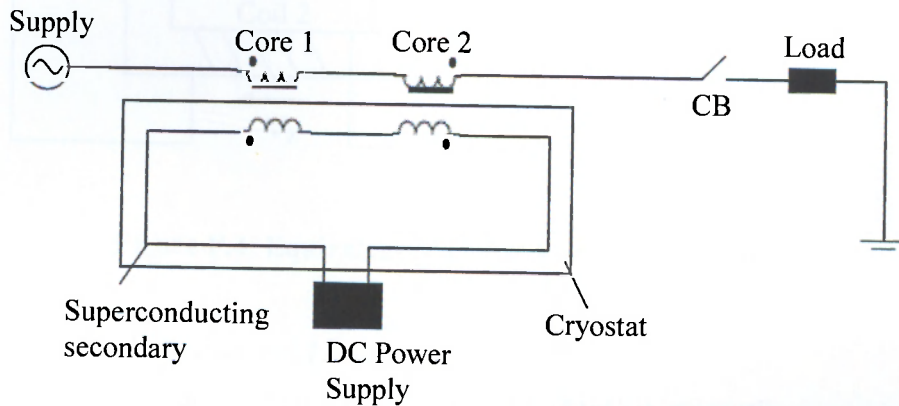 Supply
Core 1
Core 2
Load
CB
Superconducting
secondary
DC Power
Supply
Cryostat